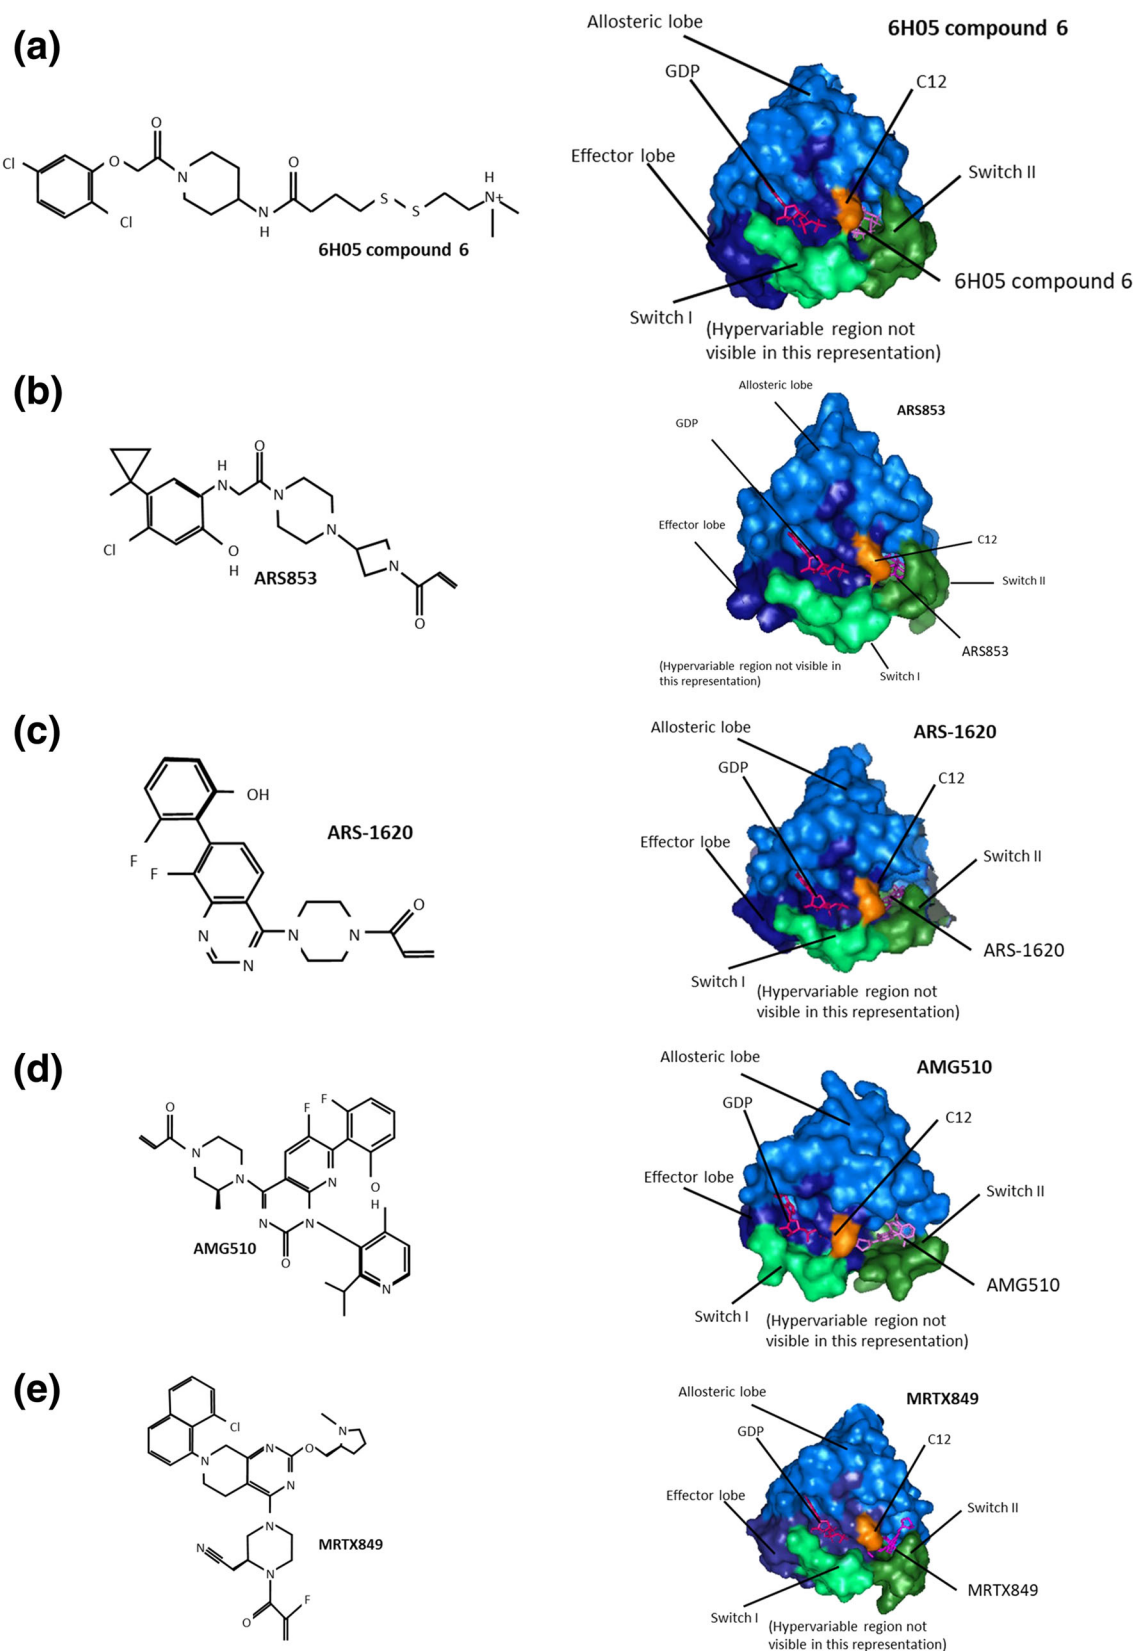 (a)
6H05 compound 6
Allosteric lobe
GDP
C12
Effector lobe
Switch II
Cl
O
O
N
O
Cl
N
H
S
S
H
N+
6H05 compound 6
6H05 compound 6
Switch I
(Hypervariable region not
visible in this representation)
(b)
Allosteric lobe
ARS853
GDP
Effector lobe
C12
Switch II
H
N
O
N
Cl
O
H
N
N
O
ARS853
ARS853
(Hypervariable region not visible in
this representation)
Switch I
(c)
Allosteric lobe
ARS-1620
GDP
C12
Effector lobe
Switch II
OH
ARS-1620
F
F
N
N
N
N
O
ARS-1620
Switch I
(Hypervariable region not
visible in this representation)
(d)
Allosteric lobe
AMG510
GDP
C12
Effector lobe
Switch II
O
N
N
F
F
N
O
H
N
N
O
N
AMG510
AMG510
Switch I
(Hypervariable region not
visible in this representation)
(e)
Allosteric lobe
MRTX849
GDP
C12
Effector lobe
Switch II
Cl
N
N
O
N
N
N
N
N
O
F
MRTX849
MRTX849
Switch I
(Hypervariable region not
visible in this representation)